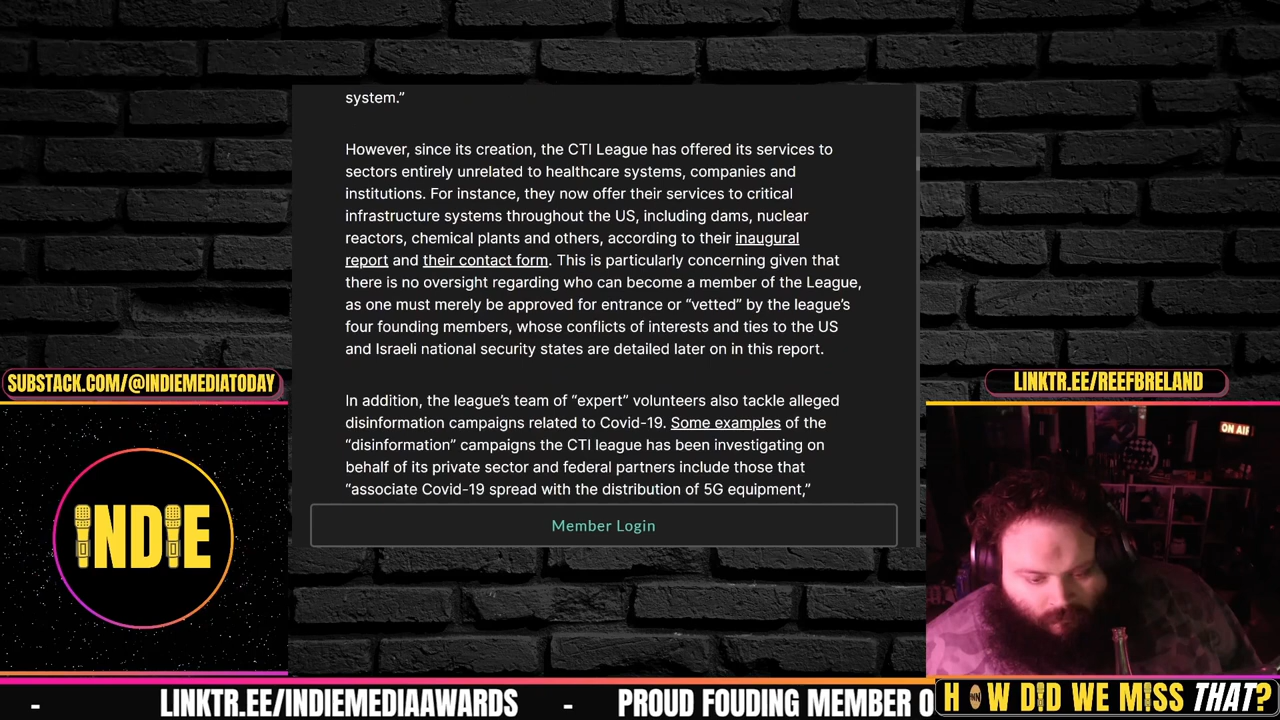 system.”
However, since its creation, the CTI League has offered its services to
sectors entirely unrelated to healthcare systems, companies and
institutions. For instance, they now offer their services to critical
infrastructure systems throughout the US, including dams, nuclear
reactors, chemical plants and others, according to their inaugural
report and their contact form. This is particularly concerning given that
there is no oversight regarding who can become a member of the League,
as one must merely be approved for entrance or “vetted” by the league’s
four founding members, whose conflicts of interests and ties to the US
and Israeli national security states are detailed later on in this report.
In addition, the league’s team of “expert” volunteers also tackle alleged
disinformation campaigns related to Covid-19. Some examples of the
“disinformation” campaigns the CTI league has been investigating on
behalf of its private sector and federal partners include those that
“associate Covid-19 spread with the distribution of 5G equipment,”
Member Login
SUBSTACK.COM/@INDIEMEDIATODAY
INDIE
LINKTR.EE/REEFBRELAND
ON AIR
- LINKTR.EE/INDIEMEDIAAWARDS - PROUD FOUDING MEMBER O
HOW DID WE MISS THAT?